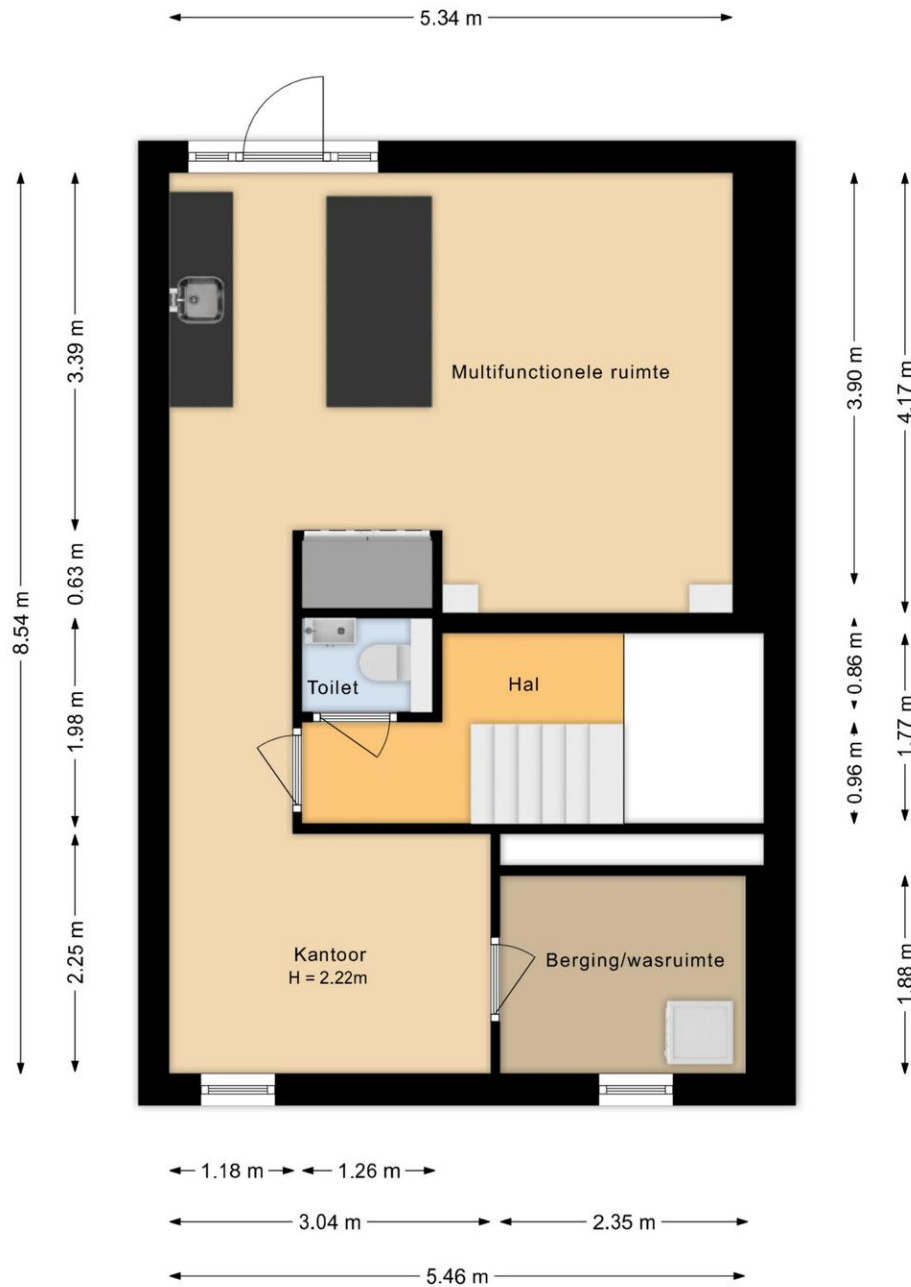 5.34 m
8.54 m
3.39 m
0.63 m
1.98 m
2.25 m
3.90 m
4.17 m
0.86 m
0.96 m
1.77 m
1.88 m
Multifunctionele ruimte
Toilet
Hal
Kantoor
H = 2.22m
Berging/wasruimte
1.18 m
1.26 m
3.04 m
2.35 m
5.46 m